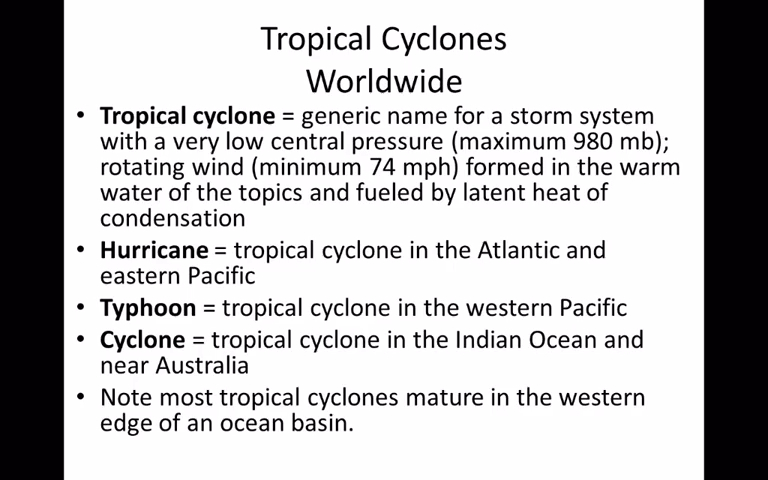 Tropical Cyclones
Worldwide
• Tropical cyclone = generic name for a storm system
with a very low central pressure (maximum 980 mb);
rotating wind (minimum 74 mph) formed in the warm
water of the topics and fueled by latent heat of
condensation
• Hurricane = tropical cyclone in the Atlantic and
eastern Pacific
• Typhoon = tropical cyclone in the western Pacific
• Cyclone = tropical cyclone in the Indian Ocean and
near Australia
• Note most tropical cyclones mature in the western
edge of an ocean basin.